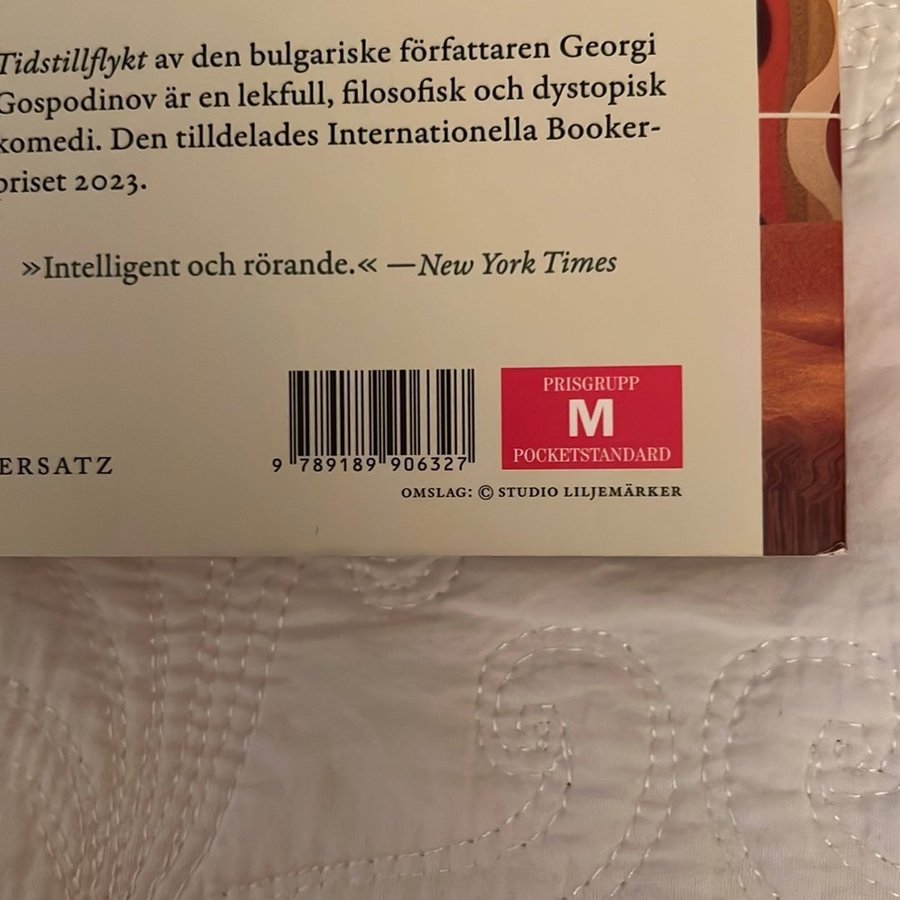 Tidstillflykt av den bulgariske författaren Georgi
Gospodinov är en lekfull, filosofisk och dystopisk
komedi. Den tilldelades Internationella Booker-
priset 2023.
»Intelligent och rörande.« —New York Times
PRISGRUPP
M
POCKETSTANDARD
ERSATZ
9 789189 906327
OMSLAG: © STUDIO LILJEMÄRKER